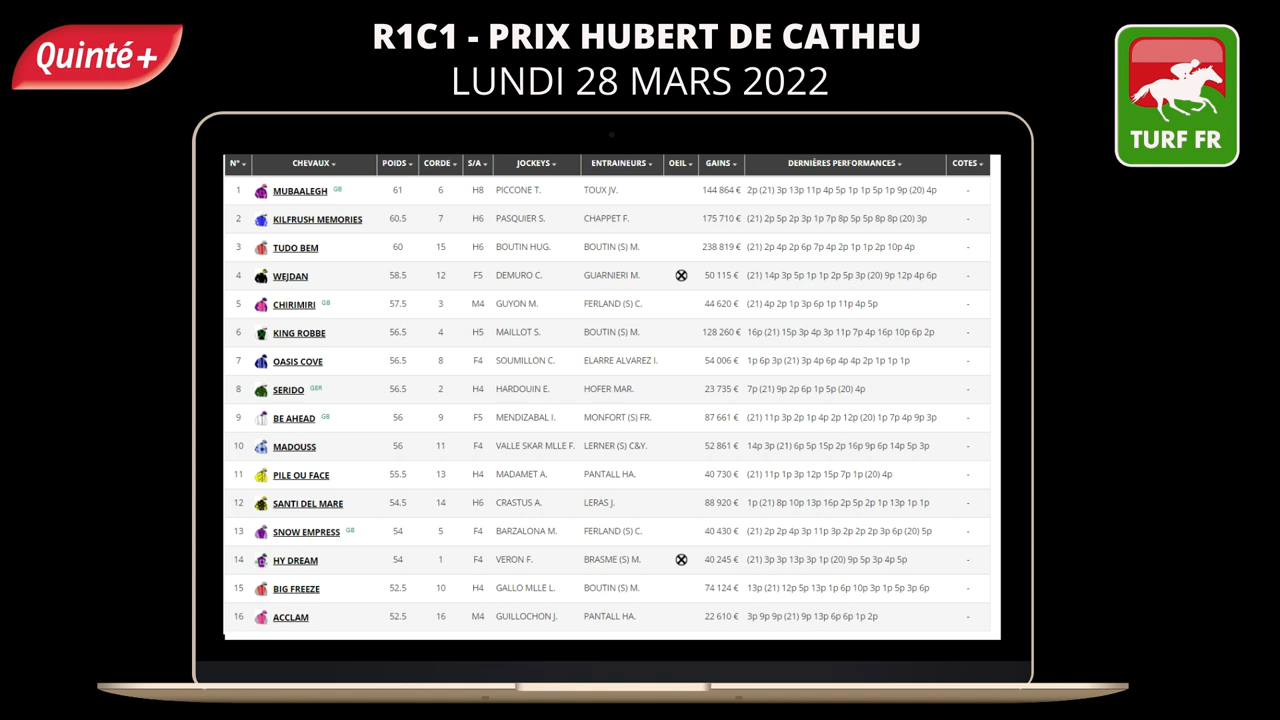 Quinté+
R1C1 - PRIX HUBERT DE CATHEU
LUNDI 28 MARS 2022
TURF FR
N° CHEVAUX POIDS CORDE S/A JOCKEYS ENTRAINEURS OEIL GAINS DERNIÈRES PERFORMANCES COTES
1 MUBAALEGH GB 61 6 H8 PICCONE T. TOUX JV. 144 864 € 2p (21) 3p 13p 11p 4p 5p 1p 1p 5p 1p 9p (20) 4p -
2 KILFRUSH MEMORIES 60.5 7 H6 PASQUIER S. CHAPPET F. 175 710 € (21) 2p 5p 2p 3p 1p 7p 8p 5p 5p 8p 8p (20) 3p -
3 TUDO BEM 60 15 H6 BOUTIN HUG. BOUTIN (S) M. 238 819 € (21) 2p 4p 2p 6p 7p 4p 2p 1p 1p 2p 10p 4p -
4 WEJDAN 58.5 12 F5 DEMURO C. GUARNIERI M. 50 115 € (21) 14p 3p 5p 1p 1p 2p 5p 3p (20) 9p 12p 4p 6p -
5 CHIRIMIRI GB 57.5 3 M4 GUYON M. FERLAND (S) C. 44 620 € (21) 4p 2p 1p 3p 6p 1p 11p 4p 5p -
6 KING ROBBE 56.5 4 H5 MAILLOT S. BOUTIN (S) M. 128 260 € 16p (21) 15p 3p 4p 3p 11p 7p 4p 16p 10p 6p 2p -
7 OASIS COVE 56.5 8 F4 SOUMILLON C. ELARRE ALVAREZ I. 54 006 € 1p 6p 3p (21) 3p 4p 6p 4p 4p 2p 1p 1p 1p -
8 SERIDO GER 56.5 2 H4 HARDOUIN E. HOFER MAR. 23 735 € 7p (21) 9p 2p 6p 1p 5p (20) 4p -
9 BE AHEAD GB 56 9 F5 MENDIZABAL I. MONFORT (S) FR. 87 661 € (21) 11p 3p 2p 1p 4p 2p 12p (20) 1p 7p 4p 9p 3p -
10 MADOUSS 56 11 F4 VALLE SKAR MLLE F. LERNER (S) C&Y. 52 861 € 14p 3p (21) 6p 5p 15p 2p 16p 9p 6p 14p 5p 3p -
11 PILE OU FACE 55.5 13 H4 MADAMET A. PANTALL HA. 40 730 € (21) 11p 1p 3p 12p 15p 7p 1p (20) 4p -
12 SANTI DEL MARE 54.5 14 H6 CRASTUS A. LERAS J. 88 920 € 1p (21) 8p 10p 13p 16p 2p 5p 2p 1p 13p 1p 1p -
13 SNOW EMPRESS GB 54 5 F4 BARZALONA M. FERLAND (S) C. 40 430 € (21) 2p 2p 4p 3p 11p 3p 2p 2p 2p 3p 6p (20) 5p -
14 HY DREAM 54 1 F4 VERON F. BRASME (S) M. 40 245 € (21) 3p 3p 13p 3p 1p (20) 9p 5p 3p 4p 5p -
15 BIG FREEZE 52.5 10 H4 GALLO MLLE L. BOUTIN (S) M. 74 124 € 13p (21) 12p 5p 13p 1p 6p 10p 3p 1p 5p 3p 6p -
16 ACCLAM 52.5 16 M4 GUILLOCHON J. PANTALL HA. 22 610 € 3p 9p 9p (21) 9p 13p 6p 6p 1p 2p -